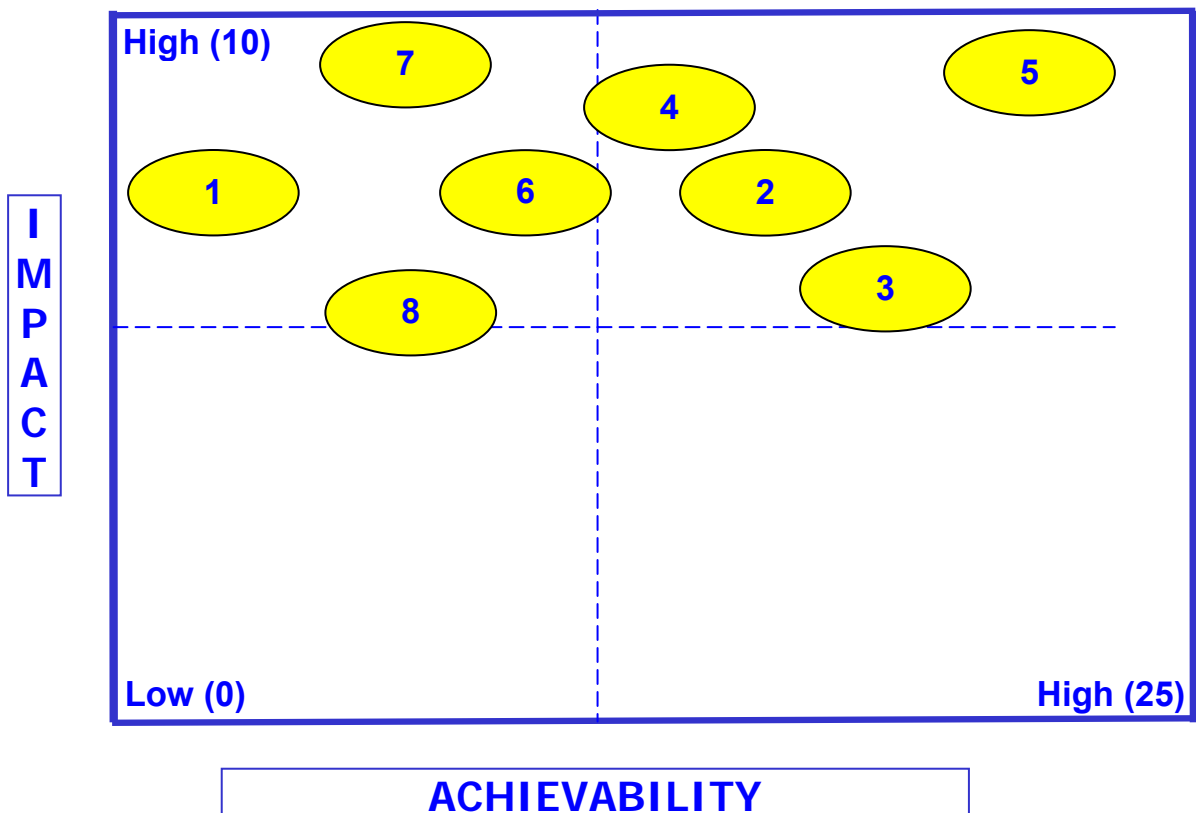 High (10)
7
5
4
1
6
2
I
M
P
A
C
T
3
8
Low (0)
High (25)
ACHIEVABILITY